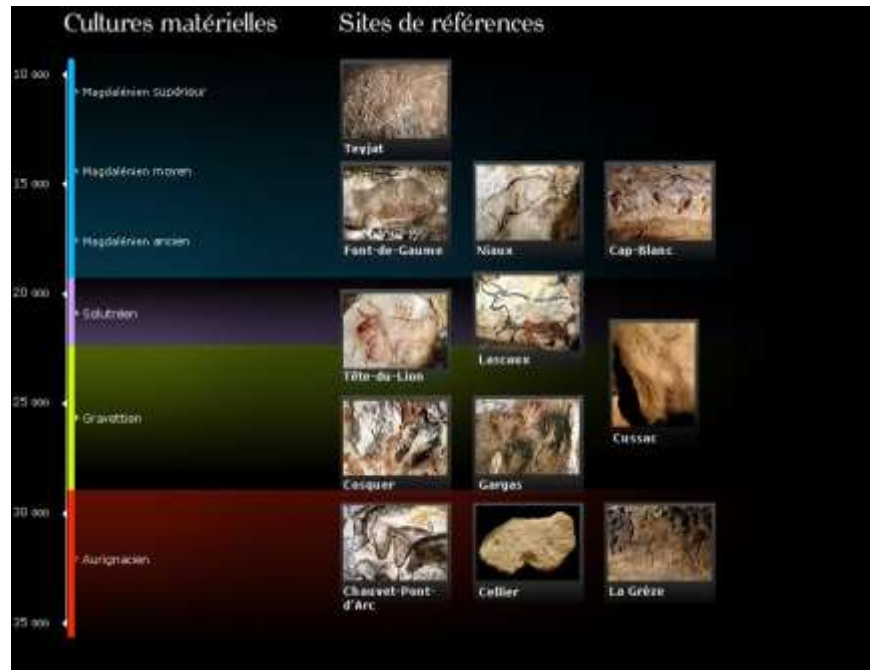 Cultures matérielles
Sites de références
10 000
Magdalénien supérieur
Teyjat
Magdalénien moyen
15 000
Font-de-Gaume
Niaux
Cap-Blanc
Magdalénien ancien
20 000
Solutréen
Tête-du-Lion
Lascaux
25 000
Gravettien
Cussac
Cosquer
Gargas
30 000
Aurignacien
Chauvet-Pont-
d'Arc
Cellier
La Grèze
35 000